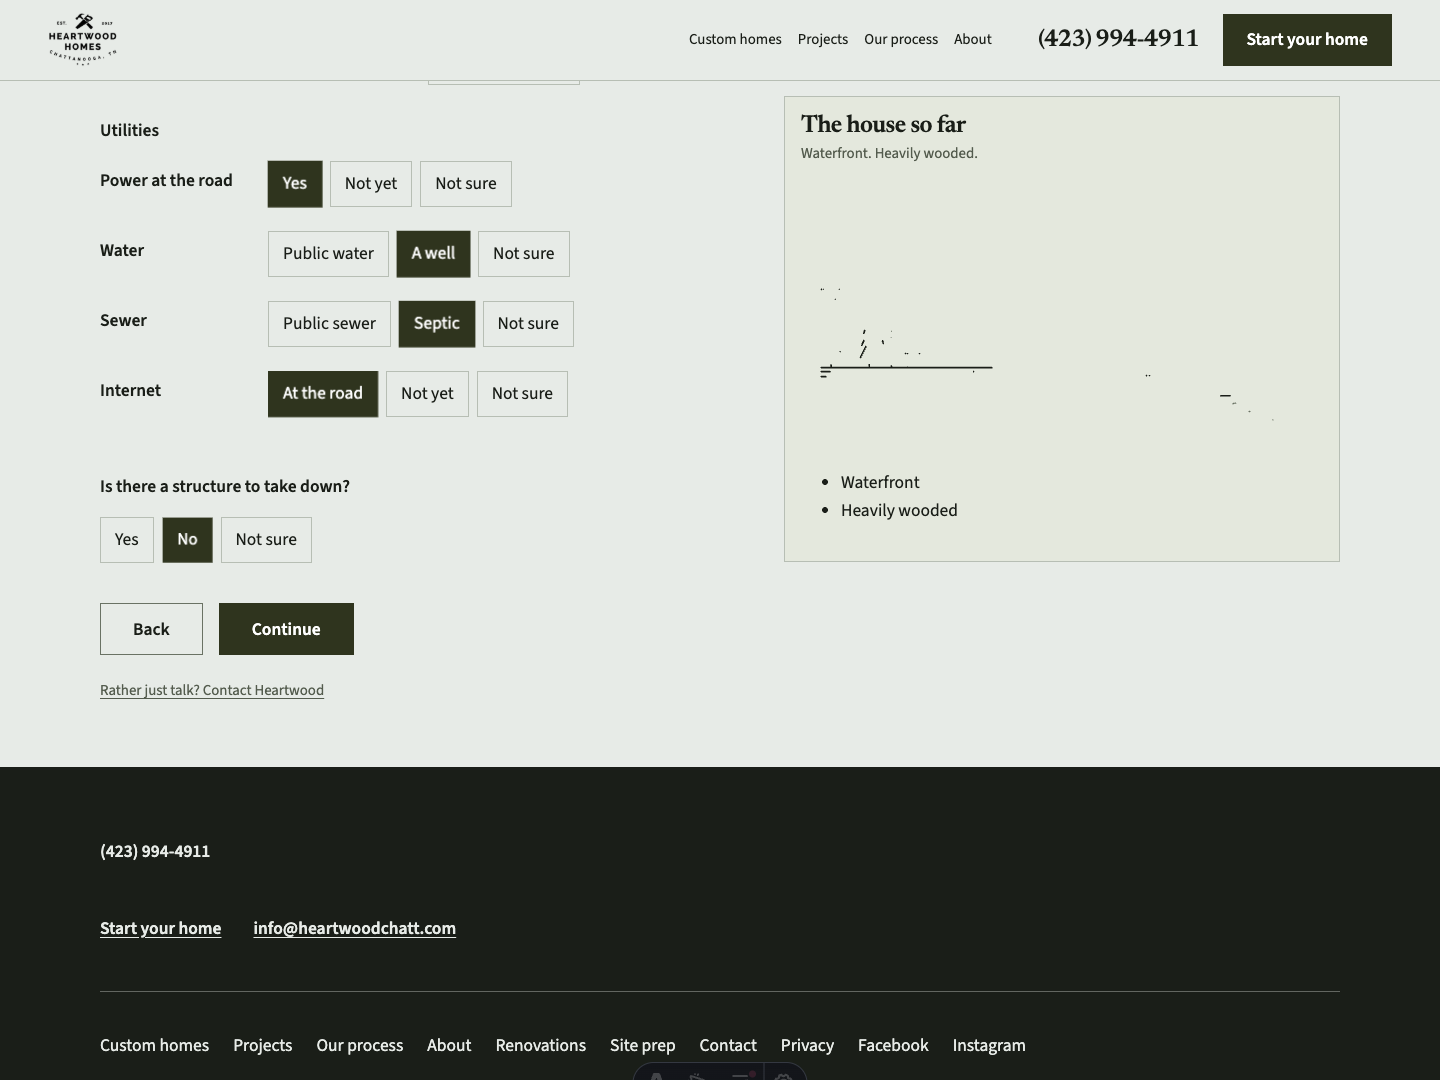 EST. 2017
HEARTWOOD
HOMES
CHATTANOOGA, TN
Custom homes Projects Our process About (423) 994-4911 Start your home
Utilities
Power at the road Yes Not yet Not sure
Water Public water A well Not sure
Sewer Public sewer Septic Not sure
Internet At the road Not yet Not sure
Is there a structure to take down?
Yes No Not sure
Back Continue
Rather just talk? Contact Heartwood
The house so far
Waterfront. Heavily wooded.
Waterfront
Heavily wooded
(423) 994-4911
Start your home info@heartwoodchatt.com
Custom homes Projects Our process About Renovations Site prep Contact Privacy Facebook Instagram